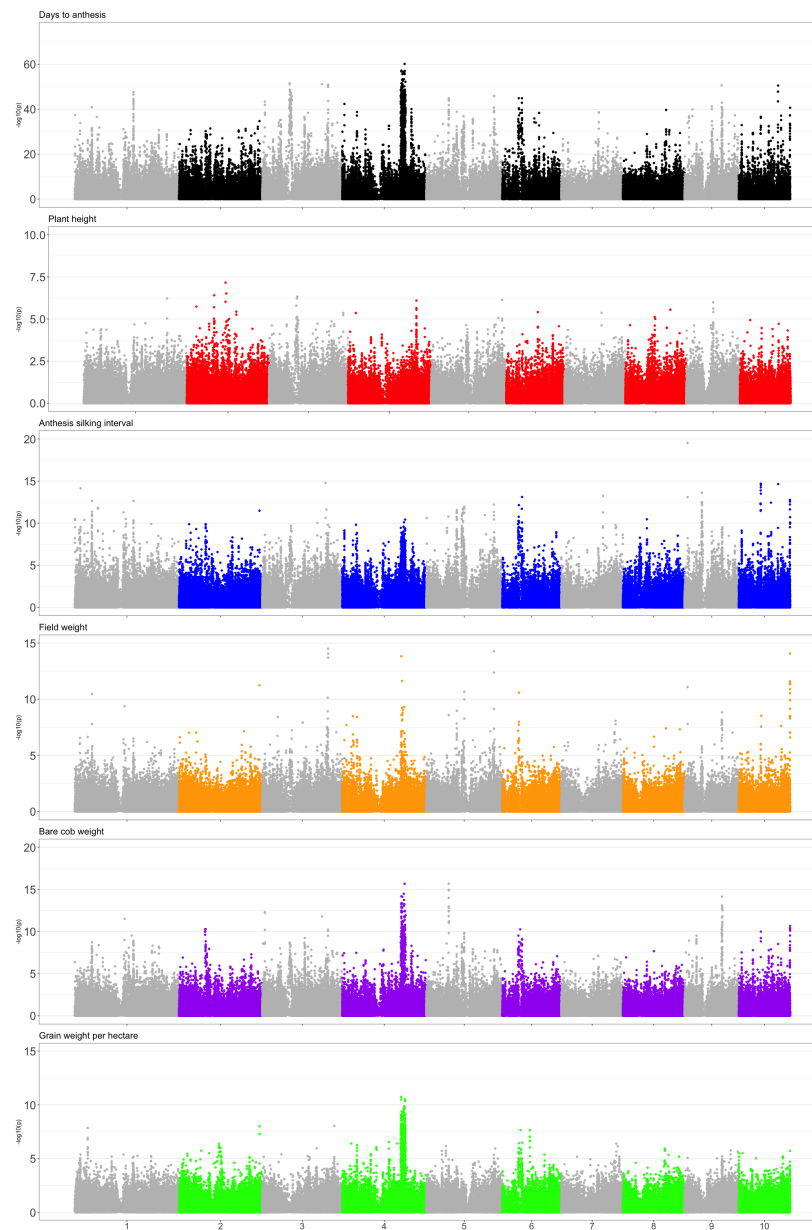 Days to anthesis
60
40
20
0
-log10(p)
Plant height
10.0
7.5
5.0
2.5
0.0
-log10(p)
Anthesis silking interval
20
15
10
5
0
-log10(p)
Field weight
15
10
5
0
-log10(p)
Bare cob weight
20
15
10
5
0
-log10(p)
Grain weight per hectare
15
10
5
0
-log10(p)
1 2 3 4 5 6 7 8 9 10